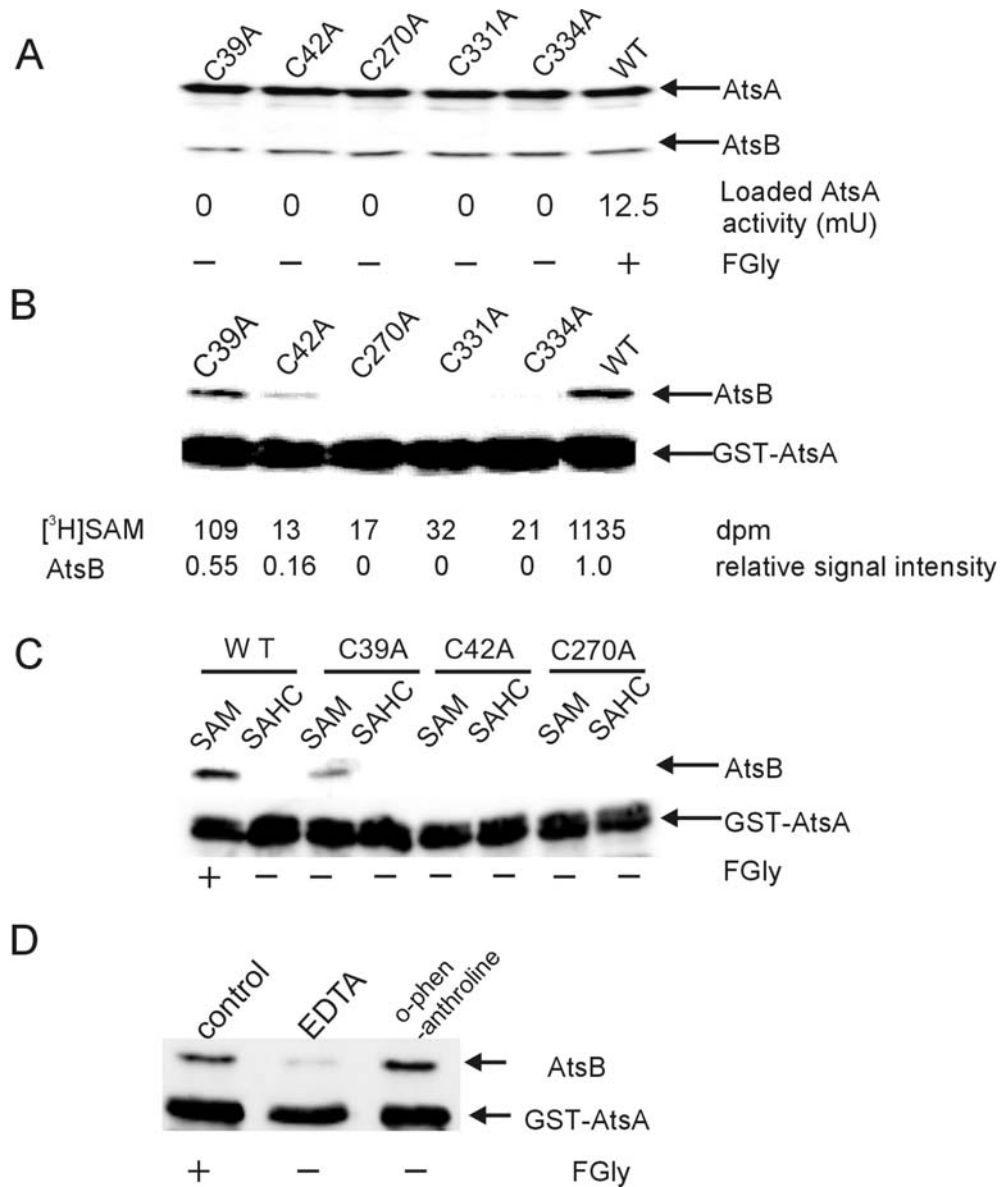 A
C39A C42A C270A C331A C334A WT
AtsA
AtsB
0 0 0 0 0 12.5 Loaded AtsA
activity (mU)
− − − − − + FGly
B
C39A C42A C270A C331A C334A WT
AtsB
GST-AtsA
[³H]SAM 109 13 17 32 21 1135 dpm
AtsB 0.55 0.16 0 0 0 1.0 relative signal intensity
C
W T C39A C42A C270A
SAM SAHC SAM SAHC SAM SAHC SAM SAHC
AtsB
GST-AtsA
+ − − − − − − − FGly
D
control EDTA o-phen
-anthroline
AtsB
GST-AtsA
+ − − FGly